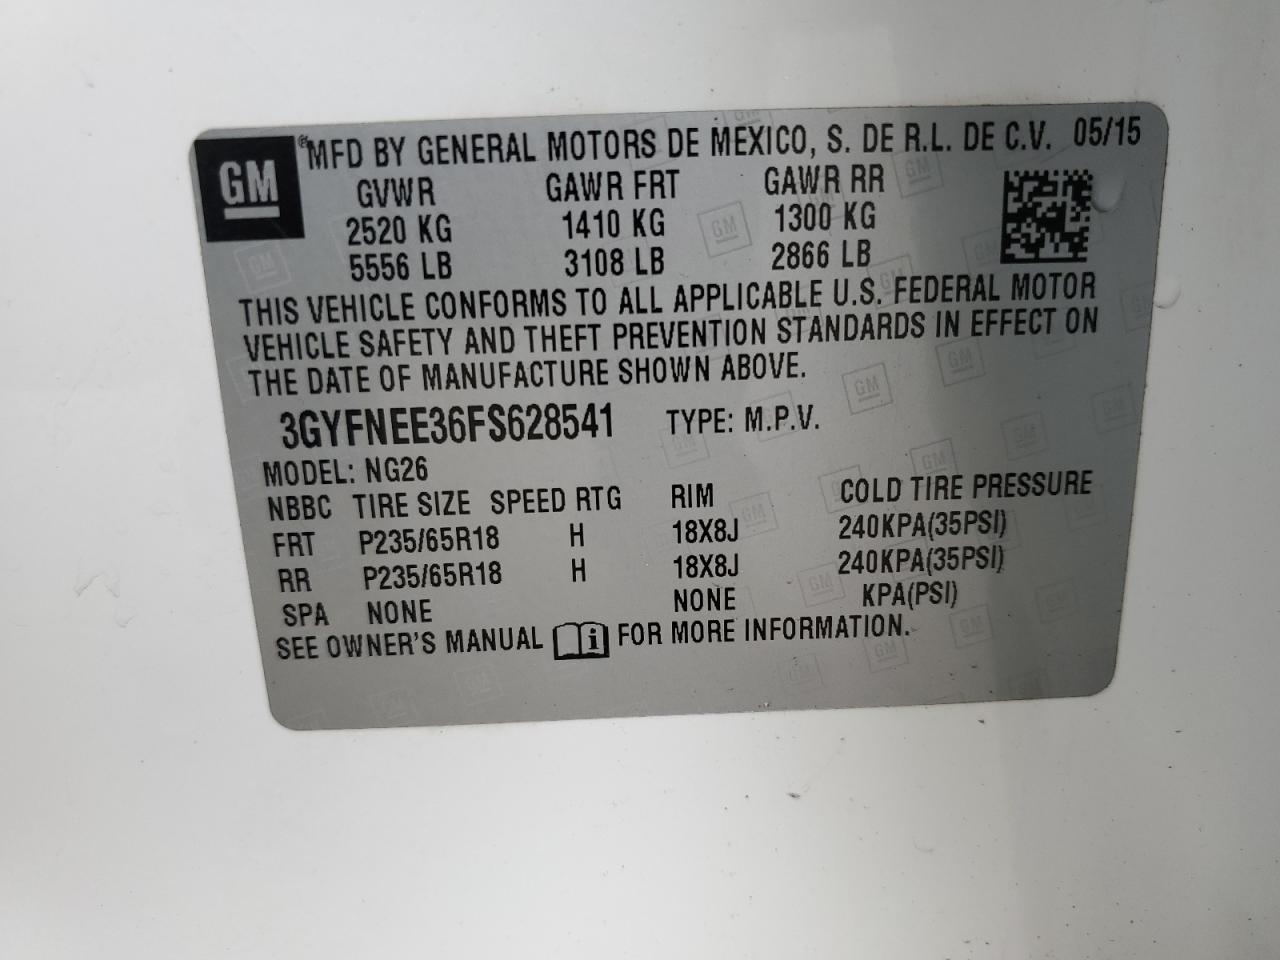 GM
MFD BY GENERAL MOTORS DE MEXICO, S. DE R.L. DE C.V. 05/15
GVWR GAWR FRT GAWR RR
2520 KG 1410 KG 1300 KG
5556 LB 3108 LB 2866 LB
THIS VEHICLE CONFORMS TO ALL APPLICABLE U.S. FEDERAL MOTOR
VEHICLE SAFETY AND THEFT PREVENTION STANDARDS IN EFFECT ON
THE DATE OF MANUFACTURE SHOWN ABOVE.
3GYFNEE36FS628541 TYPE: M.P.V.
MODEL: NG26
NBBC TIRE SIZE SPEED RTG RIM COLD TIRE PRESSURE
FRT P235/65R18 H 18X8J 240KPA(35PSI)
RR P235/65R18 H 18X8J 240KPA(35PSI)
SPA NONE NONE KPA(PSI)
SEE OWNER'S MANUAL i FOR MORE INFORMATION.